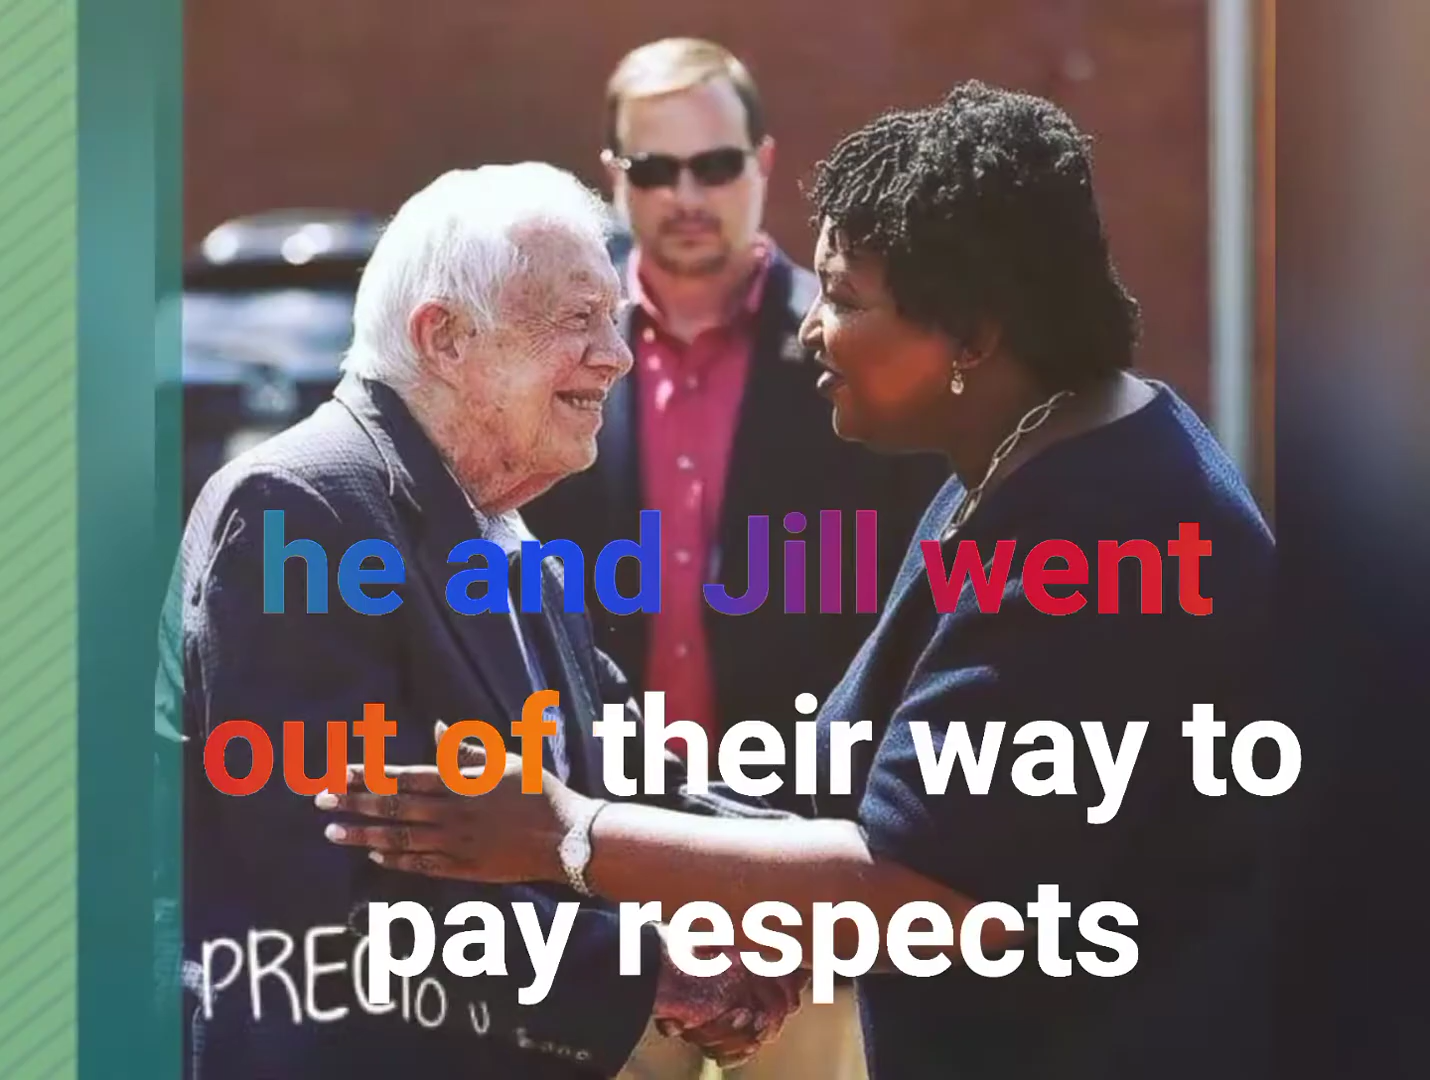 he and Jill went
out of their way to
pay respects